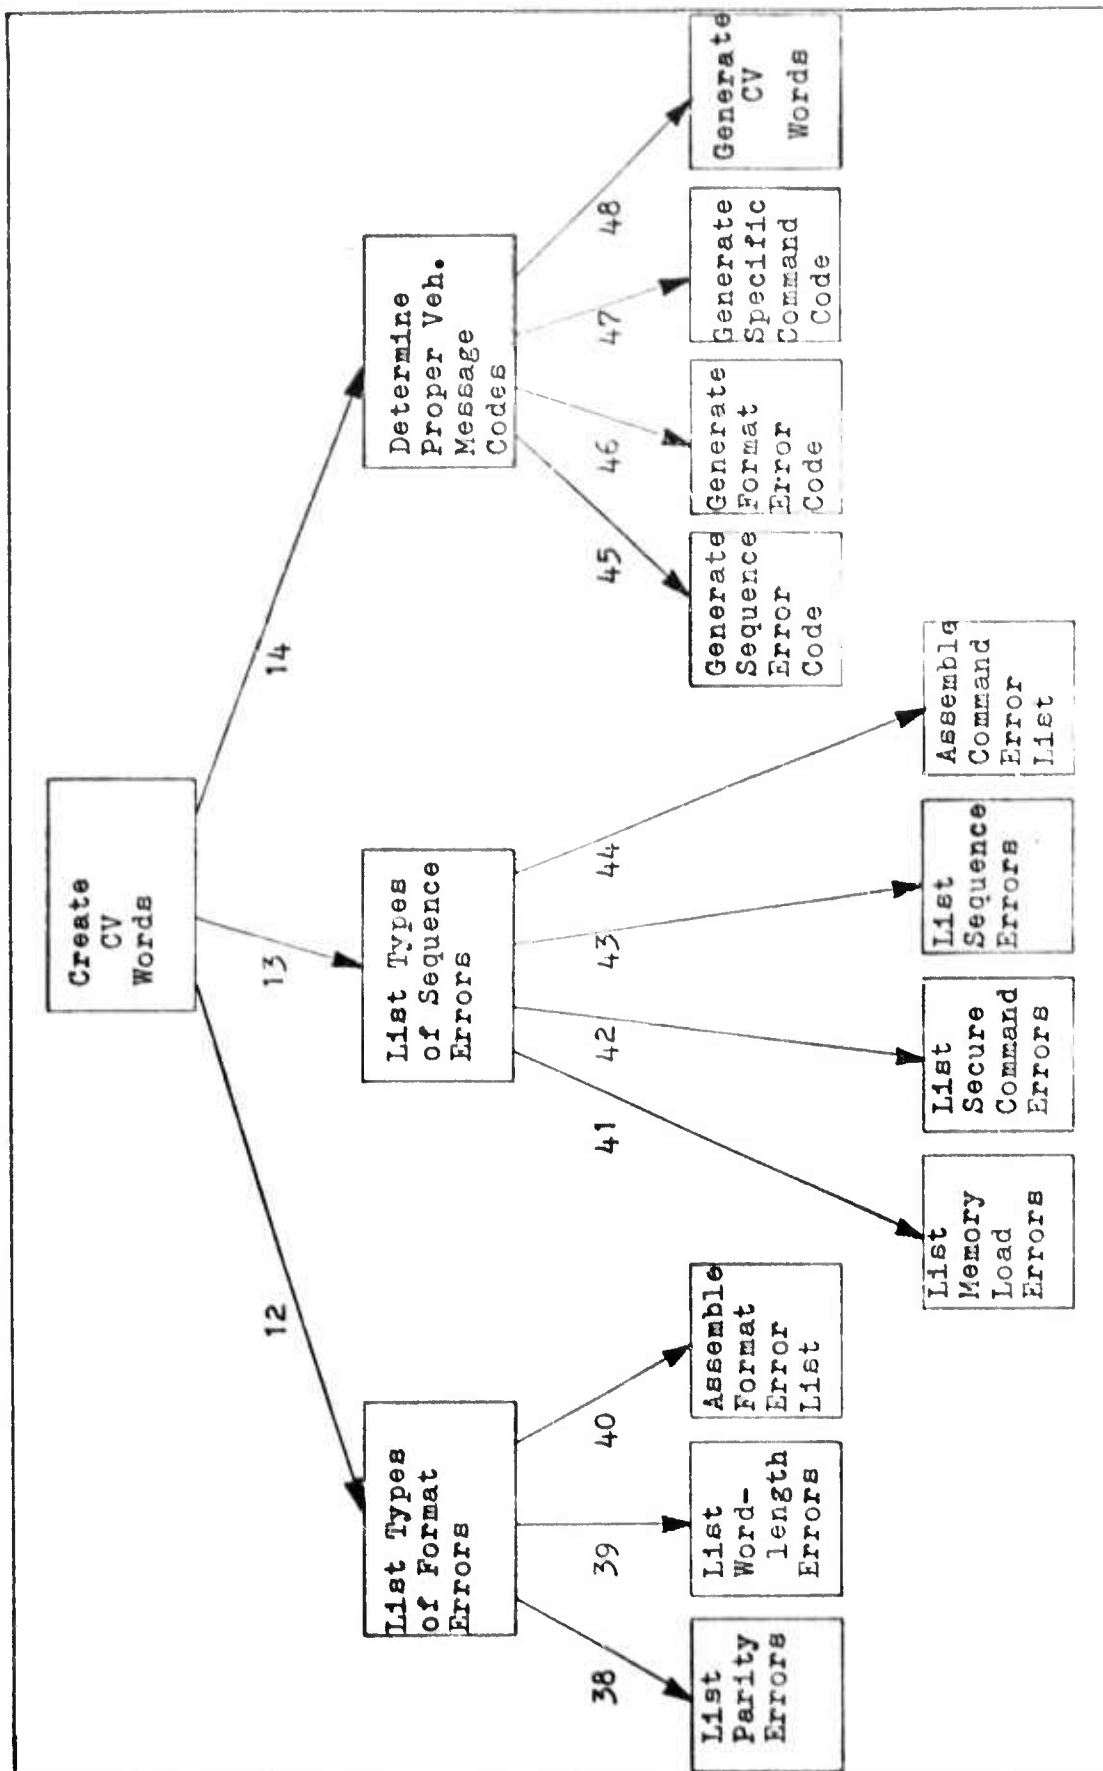 Create
CV
Words
12
13
14
List Types
of Format
Errors
List Types
of Sequence
Errors
Determine
Proper Veh.
Message
Codes
38
39
40
41
42
43
44
45
46
47
48
List
Parity
Errors
List
Word-
length
Errors
Assemble
Format
Error
List
Generate
Sequence
Error
Code
Generate
Format
Error
Code
Generate
Specific
Command
Code
Generate
CV
Words
List
Memory
Load
Errors
List
Secure
Command
Errors
List
Sequence
Errors
Assemble
Command
Error
List